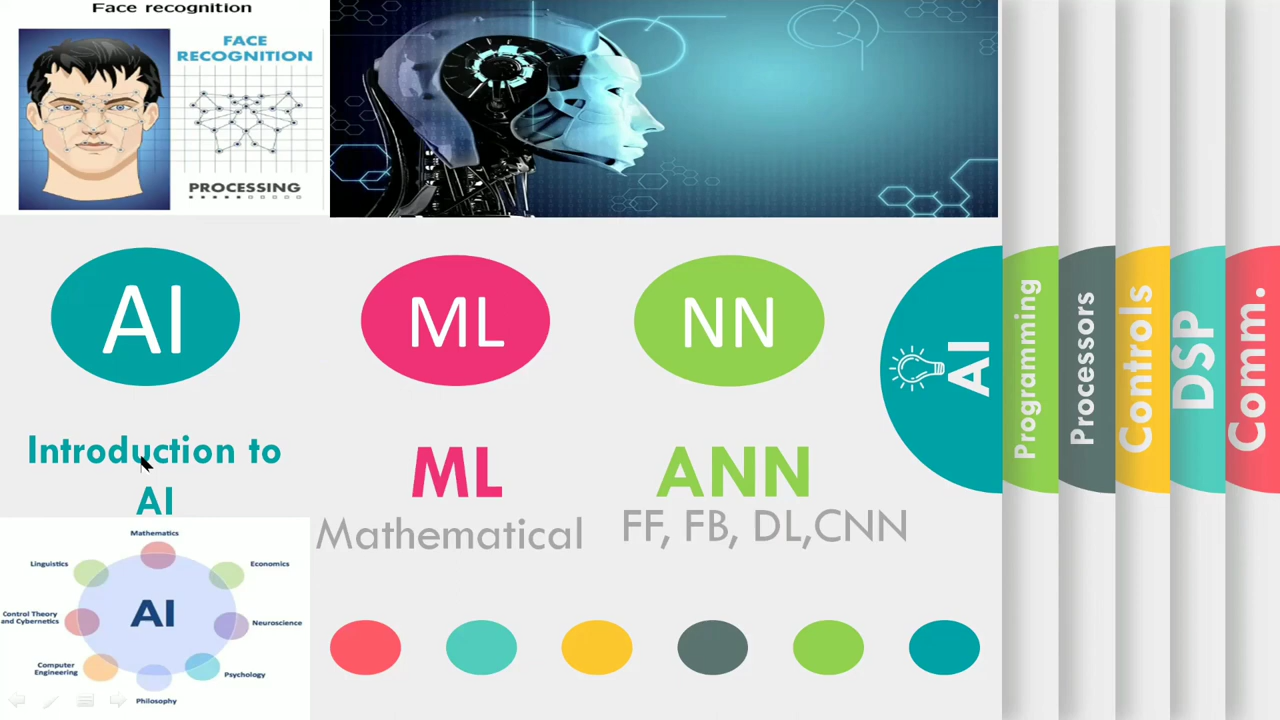 Face recognition
FACE
RECOGNITION
PROCESSING
AI
ML
NN
Introduction to
AI
ML
Mathematical
ANN
FF, FB, DL,CNN
Mathematics
Linguistics
Economics
Control Theory
and Cybernetics
AI
Neuroscience
Computer
Engineering
Psychology
Philosophy
AI
Programming
Processors
Controls
DSP
Comm.